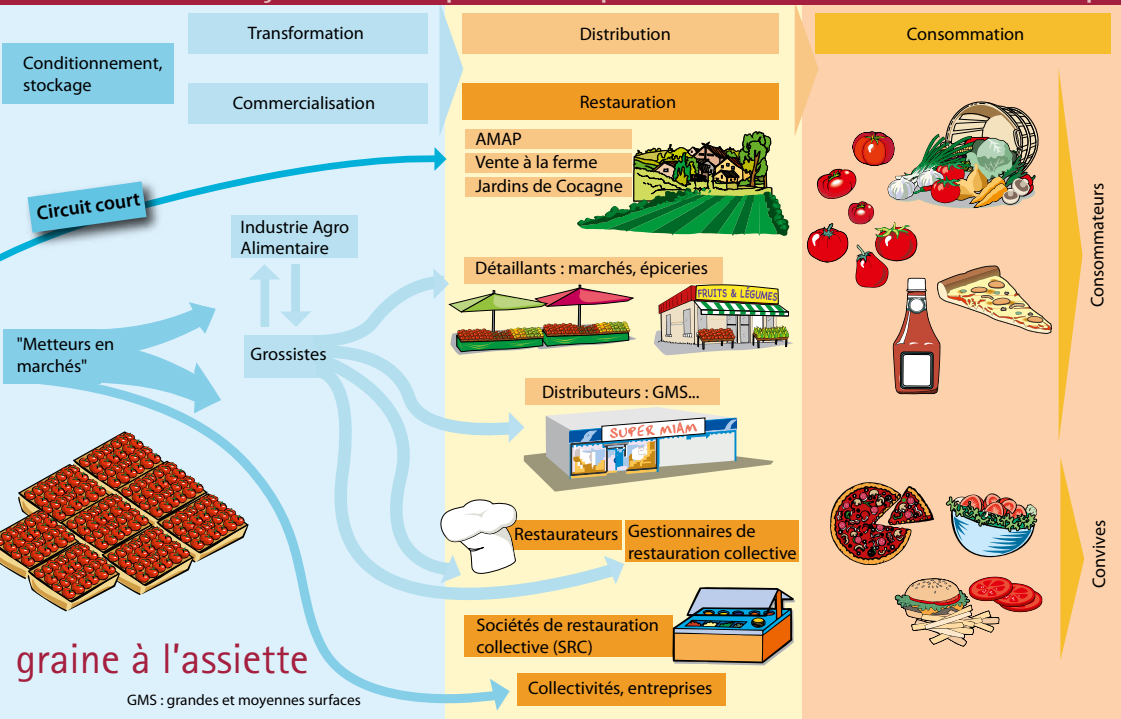 Transformation
Distribution
Consommation
Conditionnement,
stockage
Commercialisation
Restauration
AMAP
Vente à la ferme
Jardins de Cocagne
Circuit court
Industrie Agro
Alimentaire
Détaillants : marchés, épiceries
FRUITS & LÉGUMES
Consommateurs
"Metteurs en
marchés"
Grossistes
Distributeurs : GMS...
SUPER MIAM
Restaurateurs
Gestionnaires de
restauration collective
Convives
Sociétés de restauration
collective (SRC)
graine à l'assiette
Collectivités, entreprises
GMS : grandes et moyennes surfaces